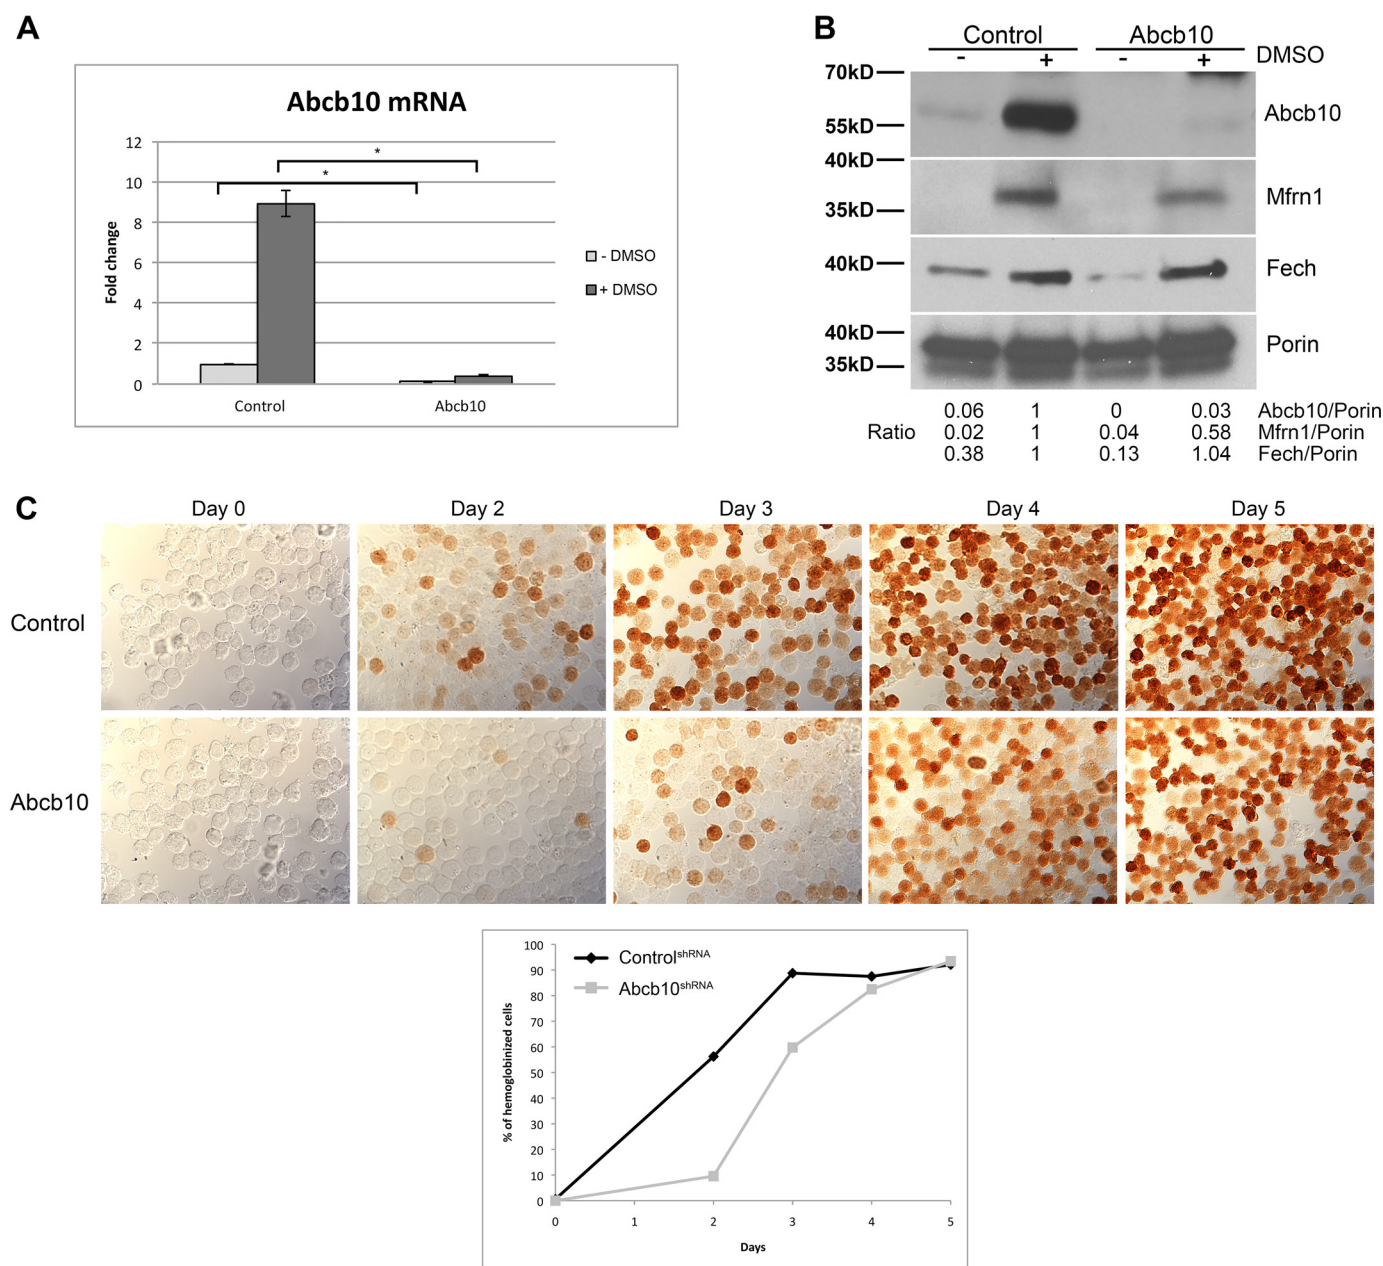 A
Abcb10 mRNA
12
10
8
6
4
2
0
Fold change
*
*
Control
Abcb10
- DMSO
+ DMSO
B
Control
Abcb10
- + - + DMSO
70kD
55kD
Abcb10
40kD
35kD
Mfrn1
40kD
Fech
40kD
35kD
Porin
Ratio
0.06 1 0 0.03 Abcb10/Porin
0.02 1 0.04 0.58 Mfrn1/Porin
0.38 1 0.13 1.04 Fech/Porin
C
Day 0 Day 2 Day 3 Day 4 Day 5
Control
Abcb10
100
90
80
70
60
50
40
30
20
10
0
% of hemoglobinized cells
Control shRNA
Abcb10 shRNA
0 1 2 3 4 5
Days